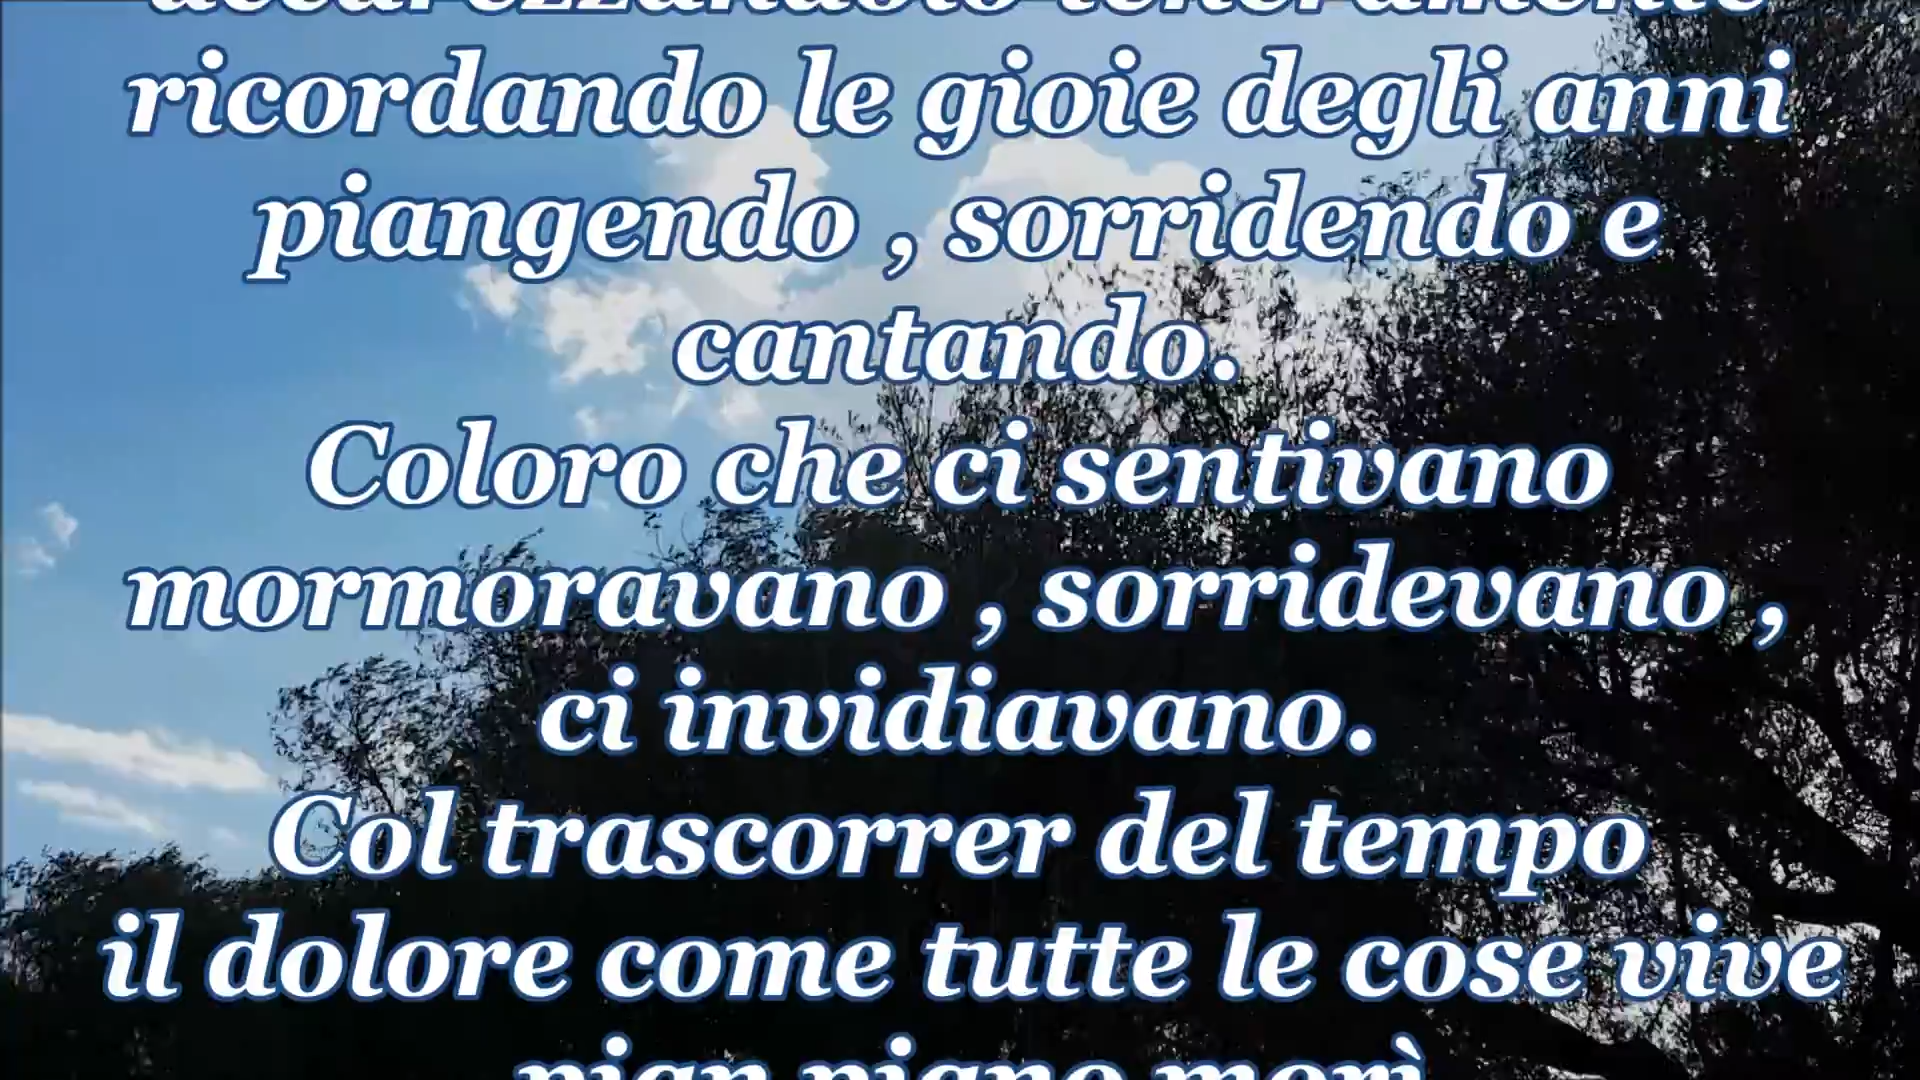 accarezzandolo teneramente
ricordando le gioie degli anni
piangendo , sorridendo e
cantando.
Coloro che ci sentivano
mormoravano , sorridevano ,
ci invidiavano.
Col trascorrer del tempo
il dolore come tutte le cose vive
pian piano morì